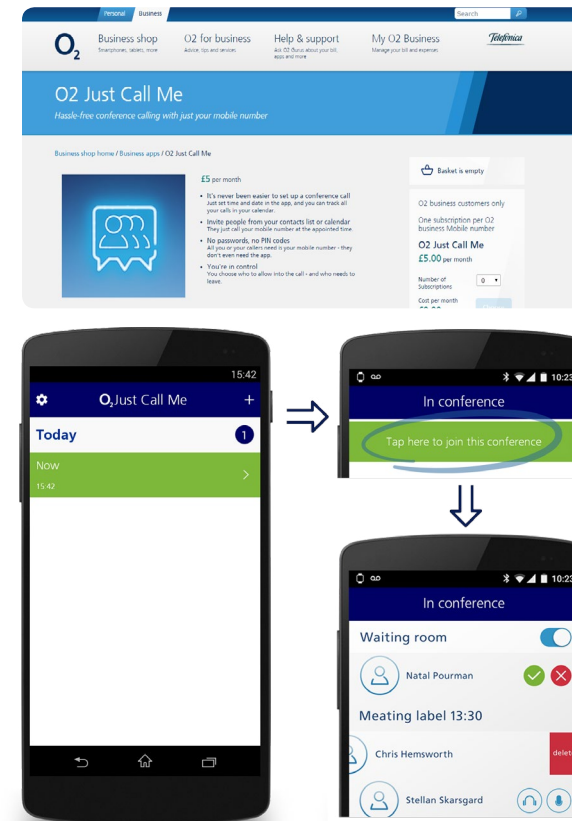 Personal Business Search
O2
Business shop
Smartphones, tablets, more
O2 for business
Advice, tips and services
Help & support
Ask O2 Gurus about your bill,
apps and more
My O2 Business
Manage your bill and expenses
Telefónica
O2 Just Call Me
Hassle-free conference calling with just your mobile number
Business shop home / Business apps / O2 Just Call Me
£5 per month
• It's never been easier to set up a conference call
Just set time and date in the app, and you can track all
your calls in your calendar.
• Invite people from your contacts list or calendar
They just call your mobile number at the appointed time.
• No passwords, no PIN codes
All you or your callers need is your mobile number - they
don't even need the app.
• You're in control
You choose who to allow into the call - and who needs to
leave.
Basket is empty
O2 business customers only
One subscription per O2
business Mobile number
O2 Just Call Me
£5.00 per month
Number of
Subscriptions
0
Cost per month
15:42
O2 Just Call Me +
Today 1
Now
15:42
10:23
In conference
Tap here to join this conference
10:23
In conference
Waiting room
Natal Pourman
Meating label 13:30
Chris Hemsworth
delete
Stellan Skarsgard